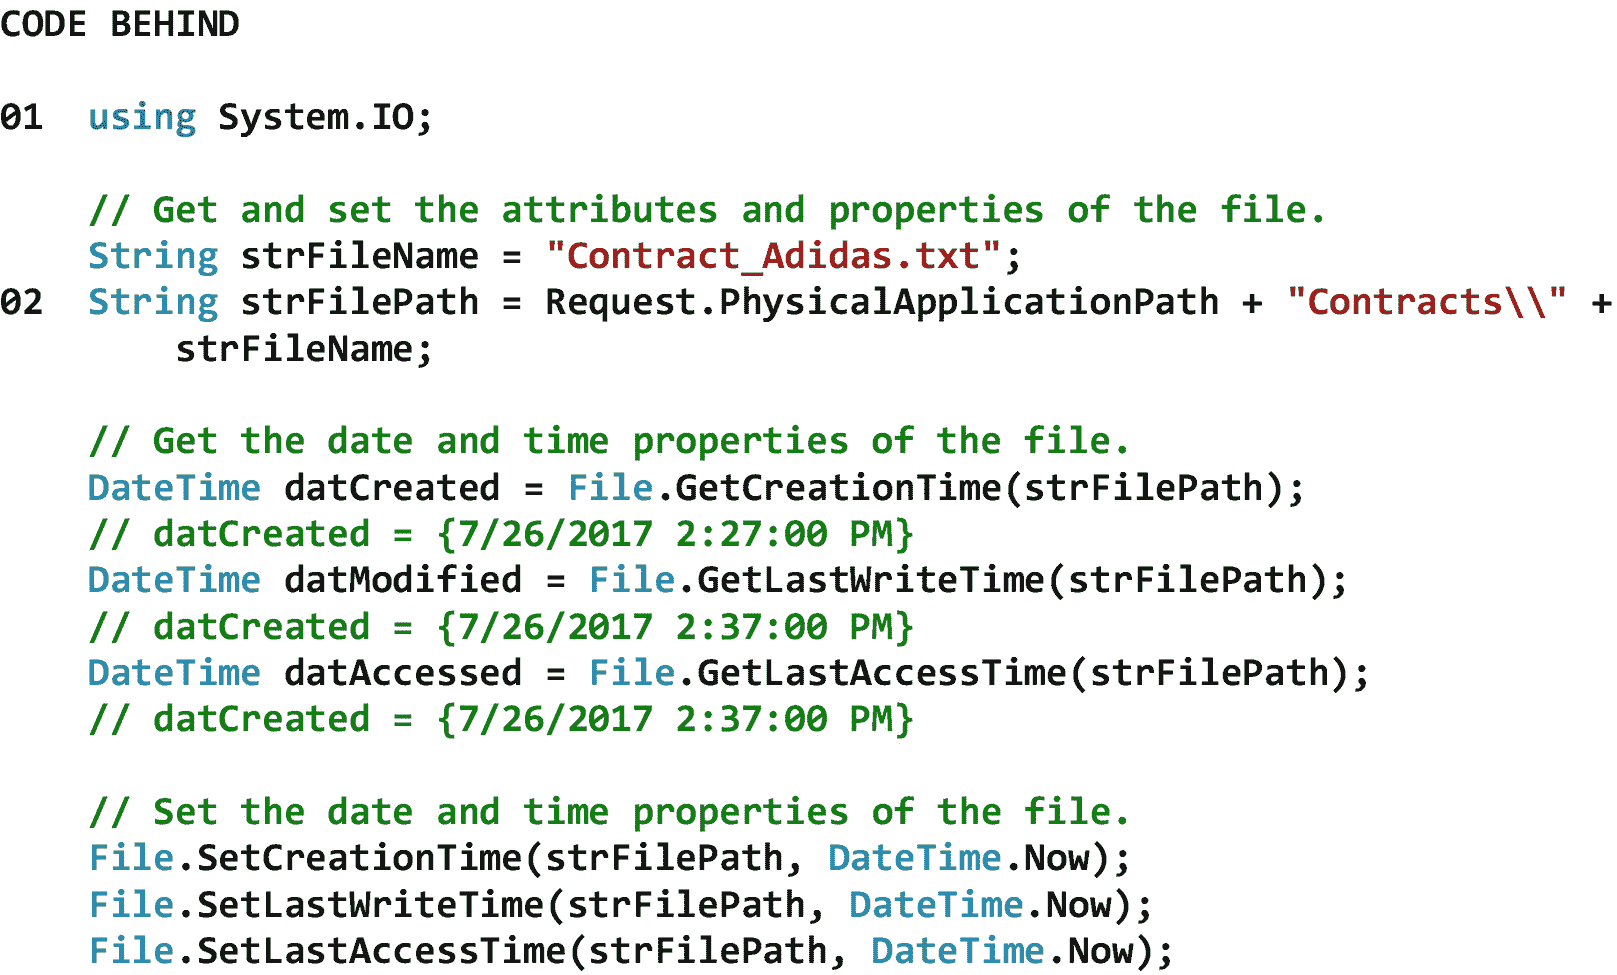 CODE BEHIND
01 using System.IO;
// Get and set the attributes and properties of the file.
String strFileName = "Contract_Adidas.txt";
02 String strFilePath = Request.PhysicalApplicationPath + "Contracts\\" +
strFileName;
// Get the date and time properties of the file.
DateTime datCreated = File.GetCreationTime(strFilePath);
// datCreated = {7/26/2017 2:27:00 PM}
DateTime datModified = File.GetLastWriteTime(strFilePath);
// datCreated = {7/26/2017 2:37:00 PM}
DateTime datAccessed = File.GetLastAccessTime(strFilePath);
// datCreated = {7/26/2017 2:37:00 PM}
// Set the date and time properties of the file.
File.SetCreationTime(strFilePath, DateTime.Now);
File.SetLastWriteTime(strFilePath, DateTime.Now);
File.SetLastAccessTime(strFilePath, DateTime.Now);